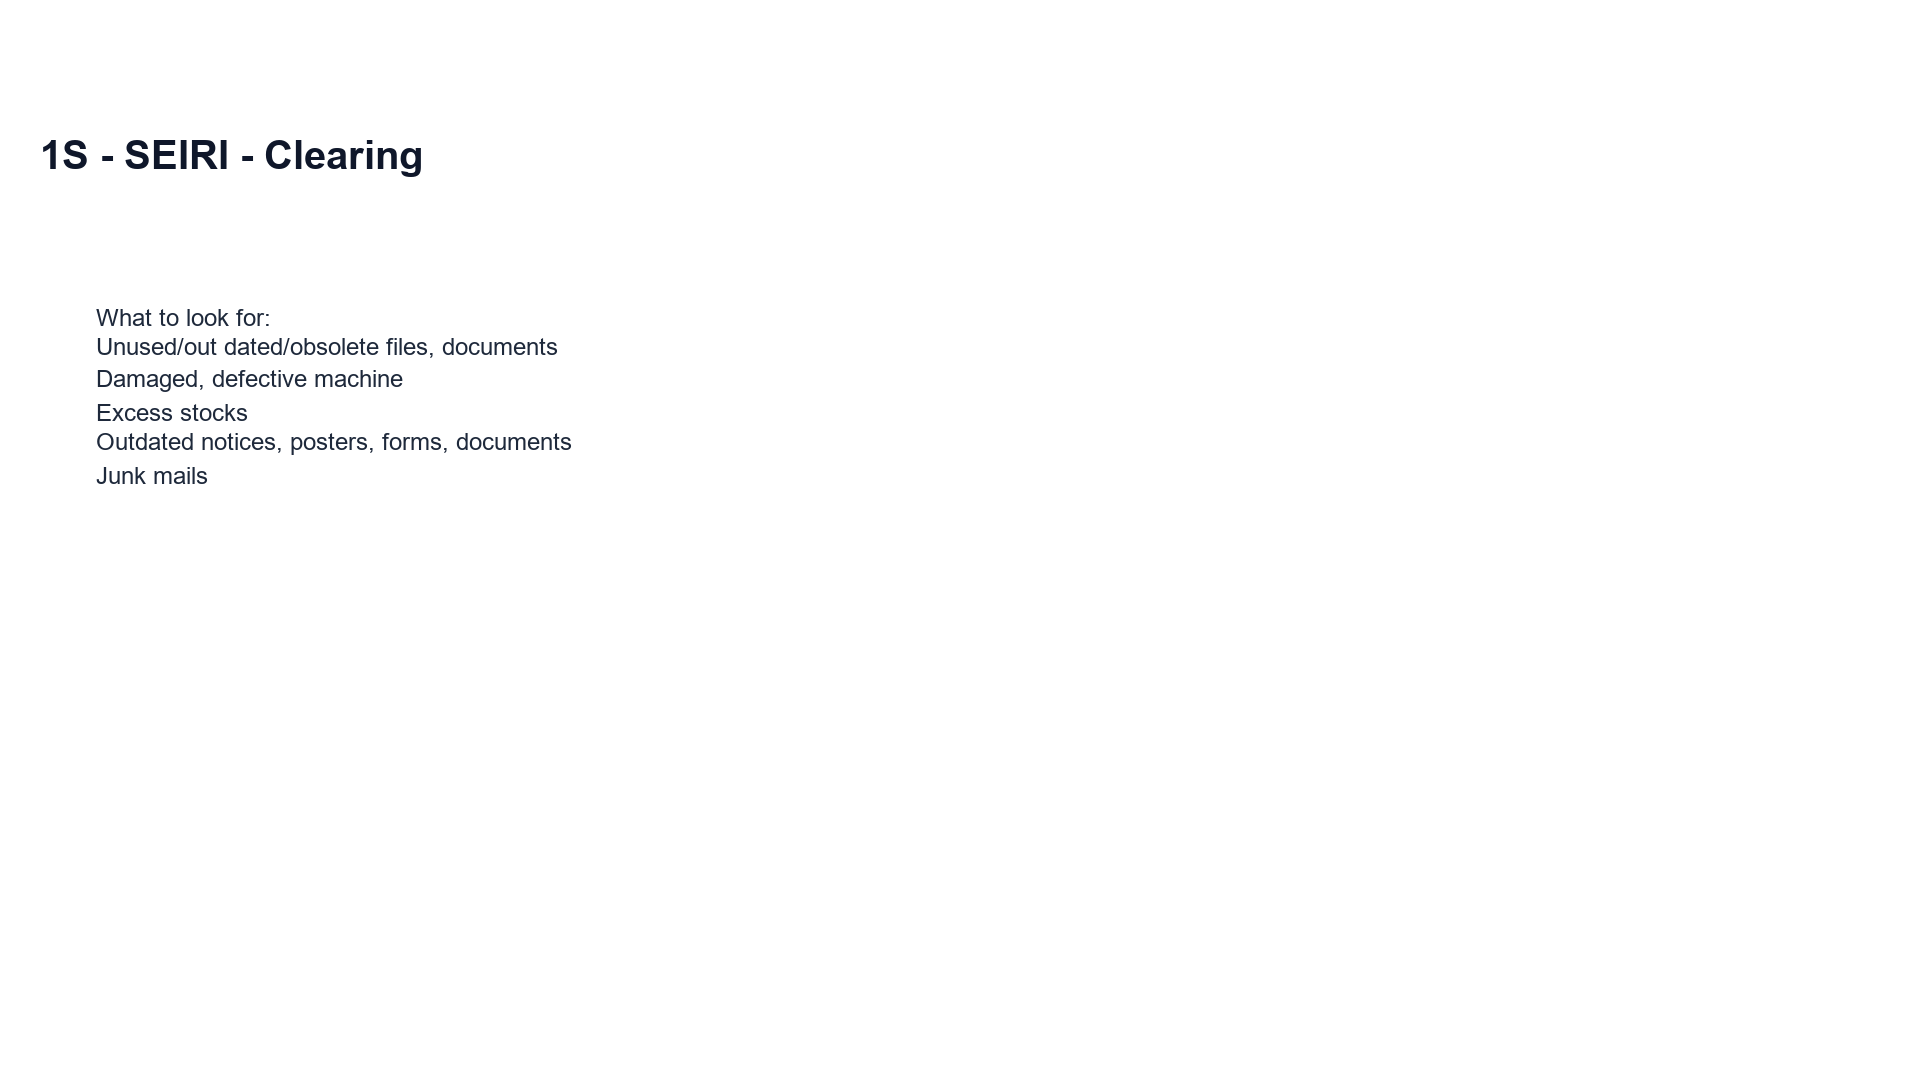 1S - SEIRI - Clearing
What to look for:
Unused/out dated/obsolete files, documents
Damaged, defective machine
Excess stocks
Outdated notices, posters, forms, documents
Junk mails